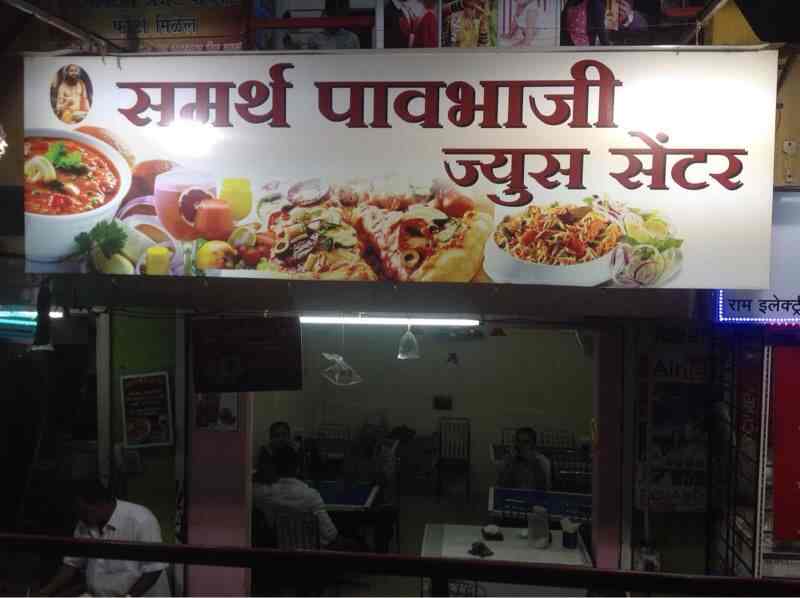 फोटो मिळेल
समर्थ पावभाजी
ज्युस सेंटर
राम इलेक्ट्र